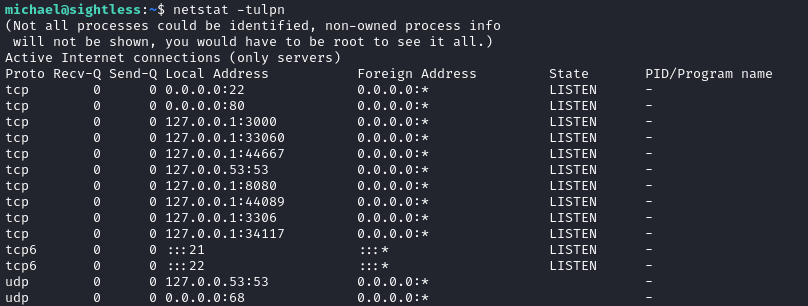 michael@sightless:~$ netstat -tulpn
(Not all processes could be identified, non-owned process info
 will not be shown, you would have to be root to see it all.)
Active Internet connections (only servers)
Proto Recv-Q Send-Q Local Address           Foreign Address         State       PID/Program name
tcp        0      0 0.0.0.0:22              0.0.0.0:*               LISTEN      -
tcp        0      0 0.0.0.0:80              0.0.0.0:*               LISTEN      -
tcp        0      0 127.0.0.1:3000          0.0.0.0:*               LISTEN      -
tcp        0      0 127.0.0.1:33060         0.0.0.0:*               LISTEN      -
tcp        0      0 127.0.0.1:44667         0.0.0.0:*               LISTEN      -
tcp        0      0 127.0.0.53:53           0.0.0.0:*               LISTEN      -
tcp        0      0 127.0.0.1:8080          0.0.0.0:*               LISTEN      -
tcp        0      0 127.0.0.1:44089         0.0.0.0:*               LISTEN      -
tcp        0      0 127.0.0.1:3306          0.0.0.0:*               LISTEN      -
tcp        0      0 127.0.0.1:34117         0.0.0.0:*               LISTEN      -
tcp6       0      0 :::21                   :::*                    LISTEN      -
tcp6       0      0 :::22                   :::*                    LISTEN      -
udp        0      0 127.0.0.53:53           0.0.0.0:*                           -
udp        0      0 0.0.0.0:68              0.0.0.0:*                           -